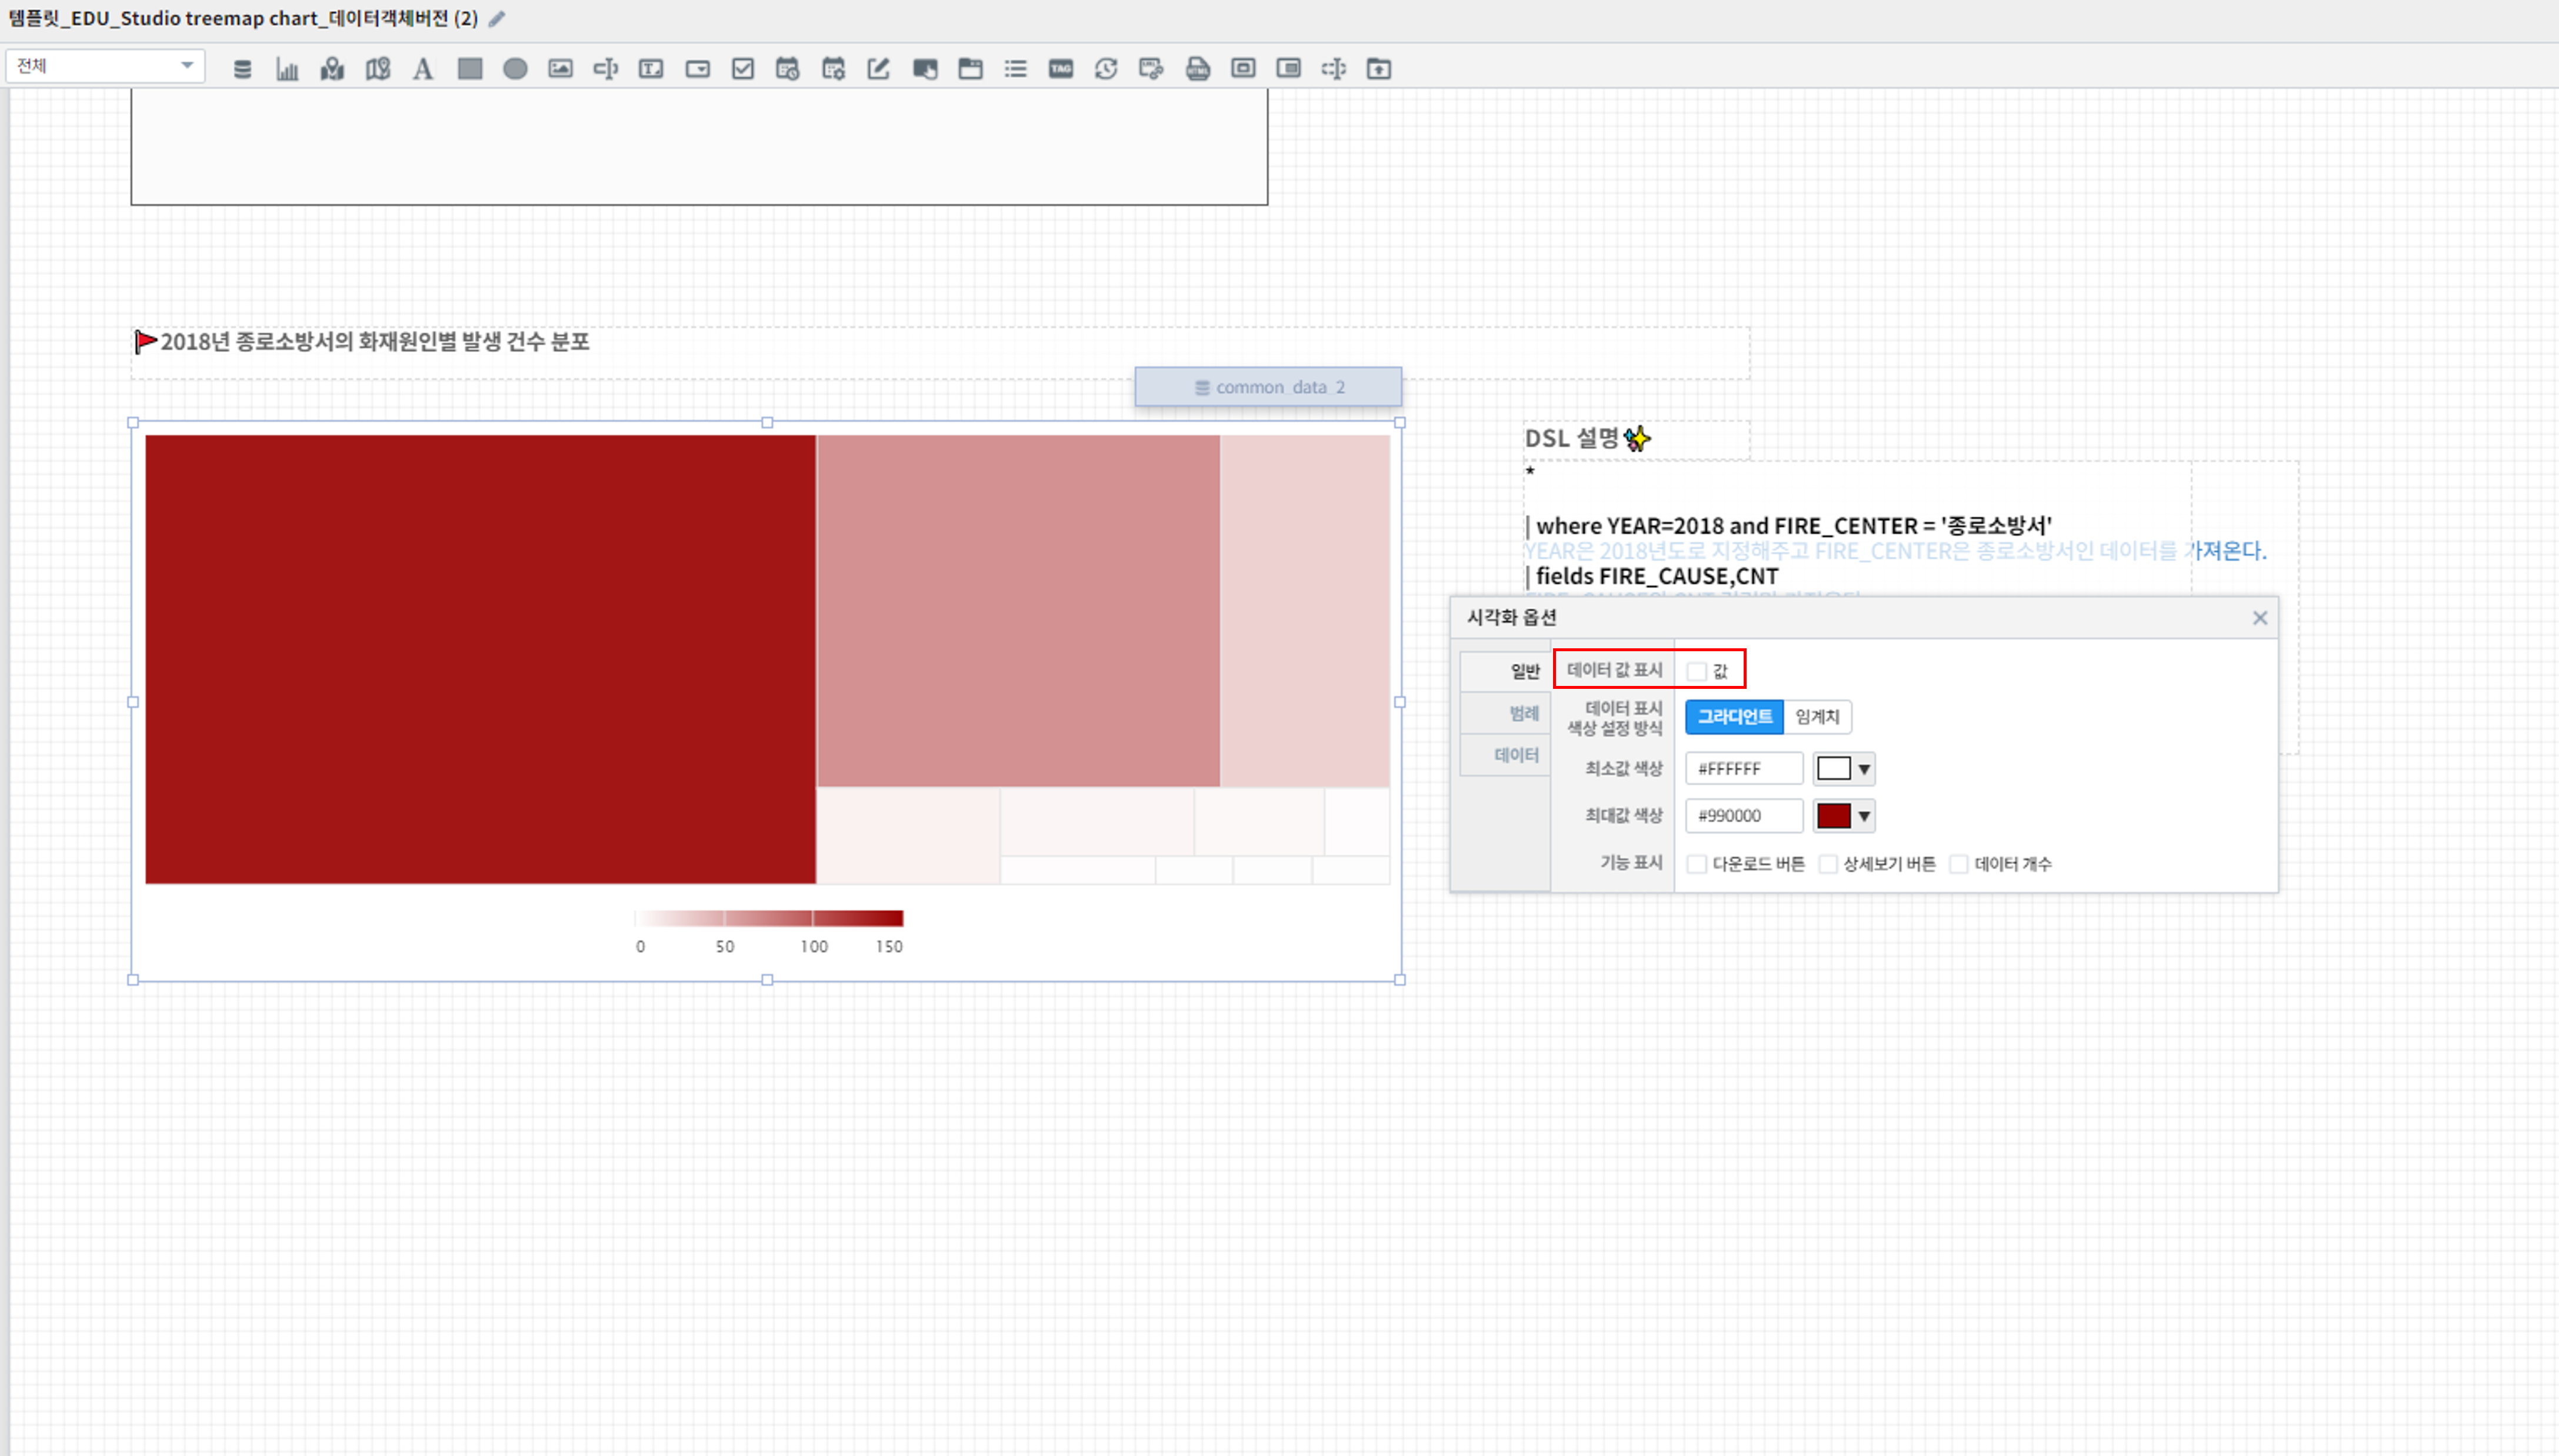 템플릿_EDU_Studio treemap chart_데이터객체버전 (2)
전체
TAG
2018년 종로소방서의 화재원인별 발생 건수 분포
common_data_2
0
50
100
150
DSL 설명
*
| where YEAR=2018 and FIRE_CENTER = '종로소방서'
YEAR은 2018년도로 지정해주고 FIRE_CENTER은 종로소방서인 데이터를 가져온다.
| fields FIRE_CAUSE,CNT
시각화 옵션
일반
범례
데이터
데이터 값 표시
값
데이터 표시
색상 설정 방식
그라디언트
임계치
최소값 색상
#FFFFFF
최대값 색상
#990000
기능 표시
다운로드 버튼
상세보기 버튼
데이터 개수